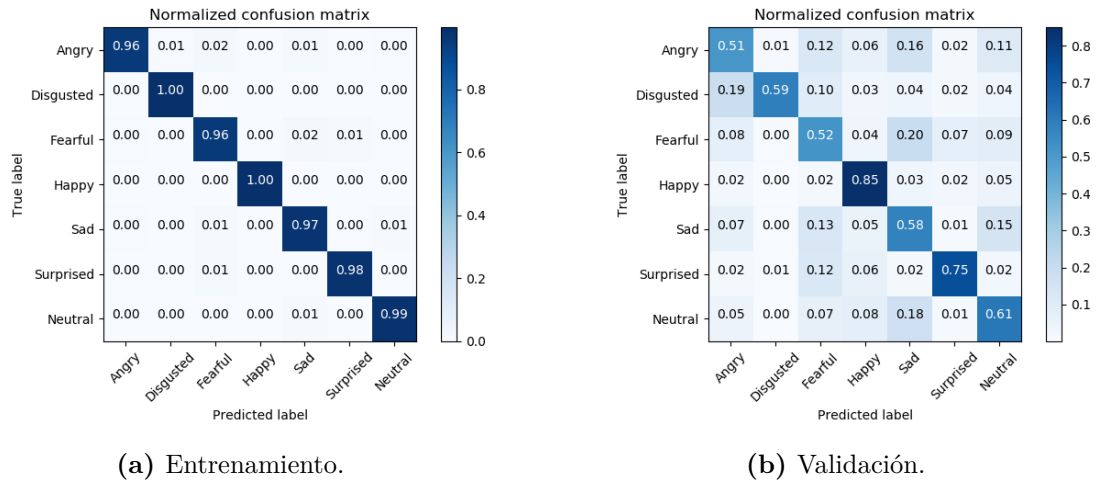 Normalized confusion matrix
True label
Angry 0.96 0.01 0.02 0.00 0.01 0.00 0.00
Disgusted 0.00 1.00 0.00 0.00 0.00 0.00 0.00
Fearful 0.00 0.00 0.96 0.00 0.02 0.01 0.00
Happy 0.00 0.00 0.00 1.00 0.00 0.00 0.00
Sad 0.00 0.00 0.01 0.00 0.97 0.00 0.01
Surprised 0.00 0.00 0.01 0.00 0.00 0.98 0.00
Neutral 0.00 0.00 0.00 0.00 0.01 0.00 0.99
Angry Disgusted Fearful Happy Sad Surprised Neutral
Predicted label
0.8
0.6
0.4
0.2
0.0
(a) Entrenamiento.
Normalized confusion matrix
True label
Angry 0.51 0.01 0.12 0.06 0.16 0.02 0.11
Disgusted 0.19 0.59 0.10 0.03 0.04 0.02 0.04
Fearful 0.08 0.00 0.52 0.04 0.20 0.07 0.09
Happy 0.02 0.00 0.02 0.85 0.03 0.02 0.05
Sad 0.07 0.00 0.13 0.05 0.58 0.01 0.15
Surprised 0.02 0.01 0.12 0.06 0.02 0.75 0.02
Neutral 0.05 0.00 0.07 0.08 0.18 0.01 0.61
Angry Disgusted Fearful Happy Sad Surprised Neutral
Predicted label
0.8
0.7
0.6
0.5
0.4
0.3
0.2
0.1
(b) Validación.